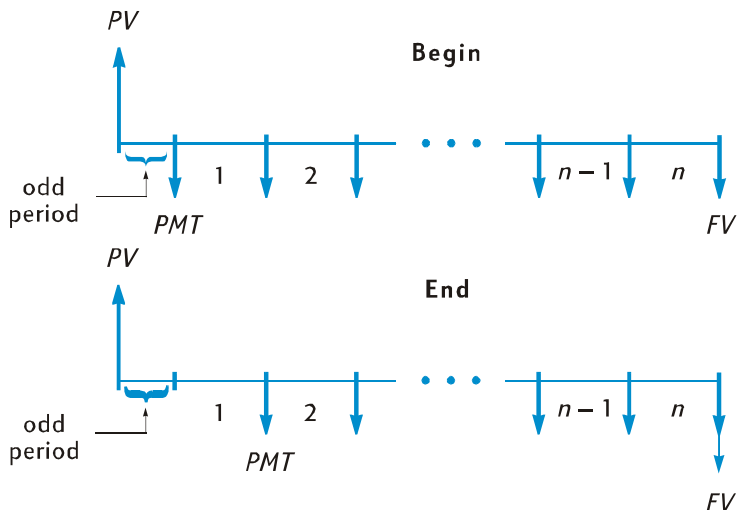 PV
Begin
1
2
n – 1
n
odd
period
PMT
FV
PV
End
1
2
n – 1
n
odd
period
PMT
FV